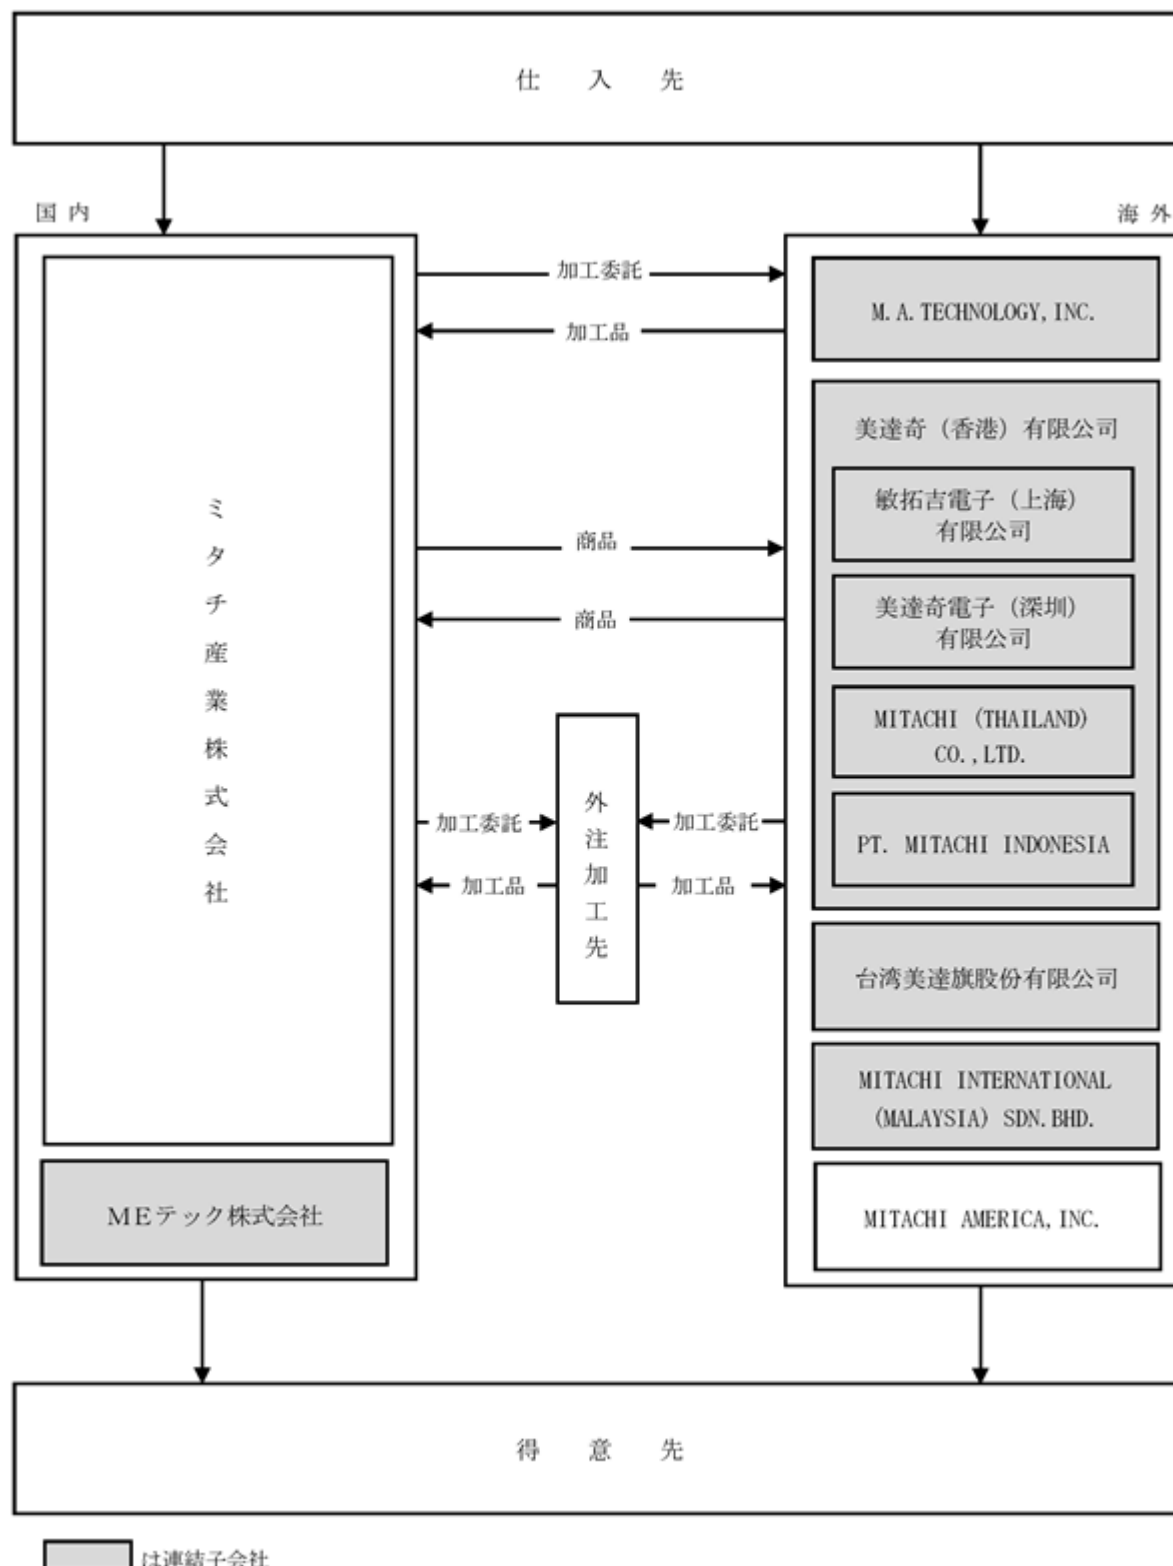 仕 入 先
国 内
海 外
加工委託
加工品
商品
商品
加工委託
加工品
加工委託
加工品
ミタチ産業株式会社
MEテック株式会社
外注加工先
M.A.TECHNOLOGY,INC.
美達奇(香港)有限公司
敏拓吉電子(上海)
有限公司
美達奇電子(深圳)
有限公司
MITACHI (THAILAND)
CO.,LTD.
PT. MITACHI INDONESIA
台湾美達旗股份有限公司
MITACHI INTERNATIONAL
(MALAYSIA) SDN.BHD.
MITACHI AMERICA,INC.
得 意 先
は連結子会社